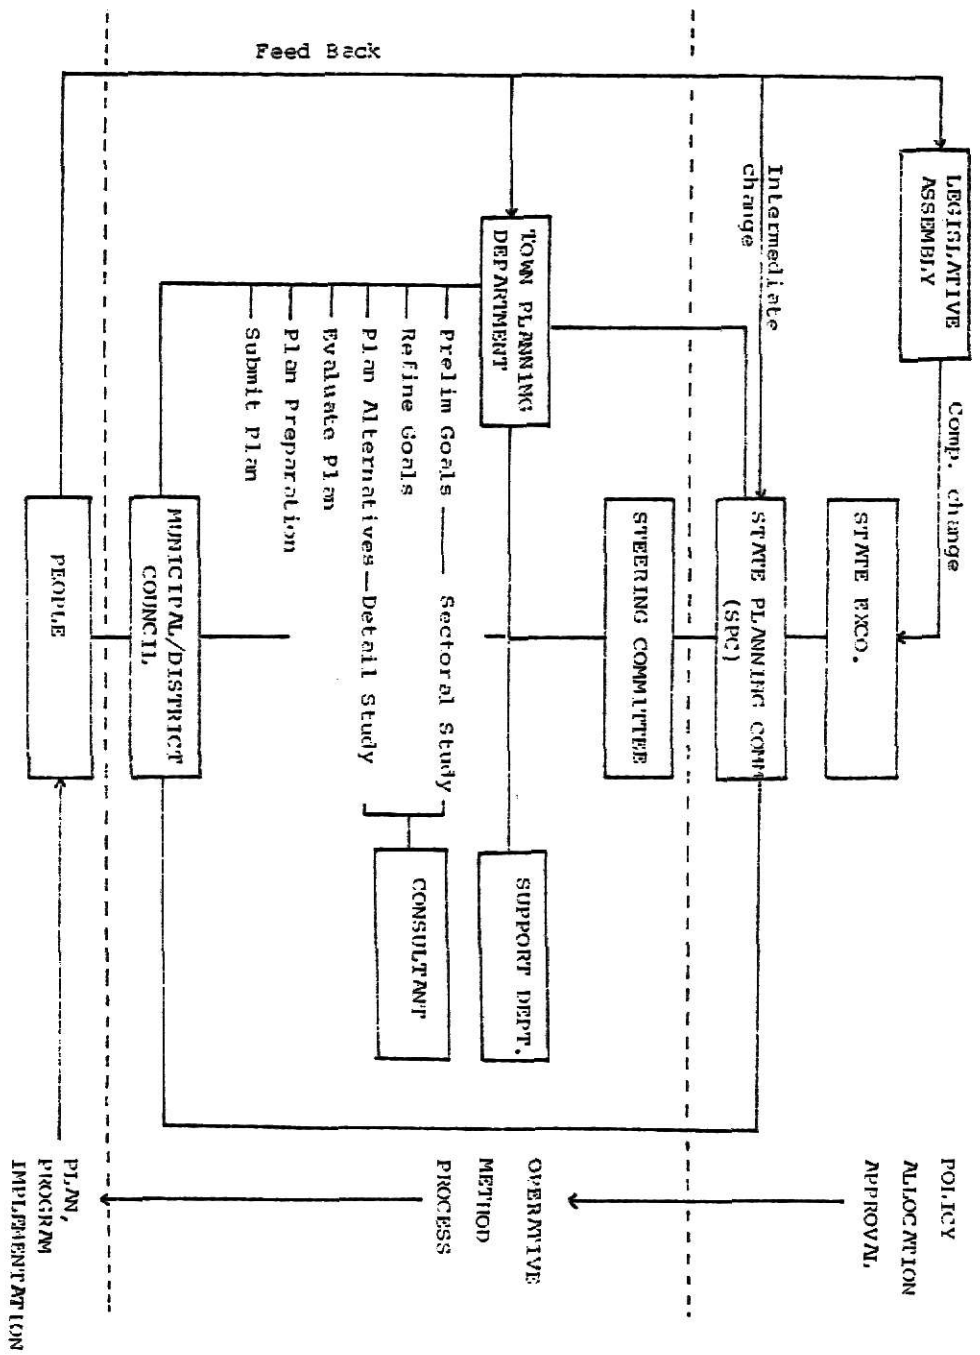 LEGISLATIVE
ASSEMBLY
Comp. change
STATE EXCO.
POLICY
ALLOCATION
APPROVAL
Intermediate
change
STATE PLANNING COMM
(SPC)
STEERING COMMITTEE
Feed Back
TOWN PLANNING
DEPARTMENT
SUPPORT DEPT.
OPERATIVE
METHOD
PROCESS
Prelim Goals — Sectoral Study
Refine Goals
Plan Alternatives—Detail Study
Evaluate Plan
Plan Preparation
Submit Plan
CONSULTANT
MUNICIPAL/DISTRICT
COUNCIL
PEOPLE
PLAN,
PROGRAM
IMPLEMENTATION